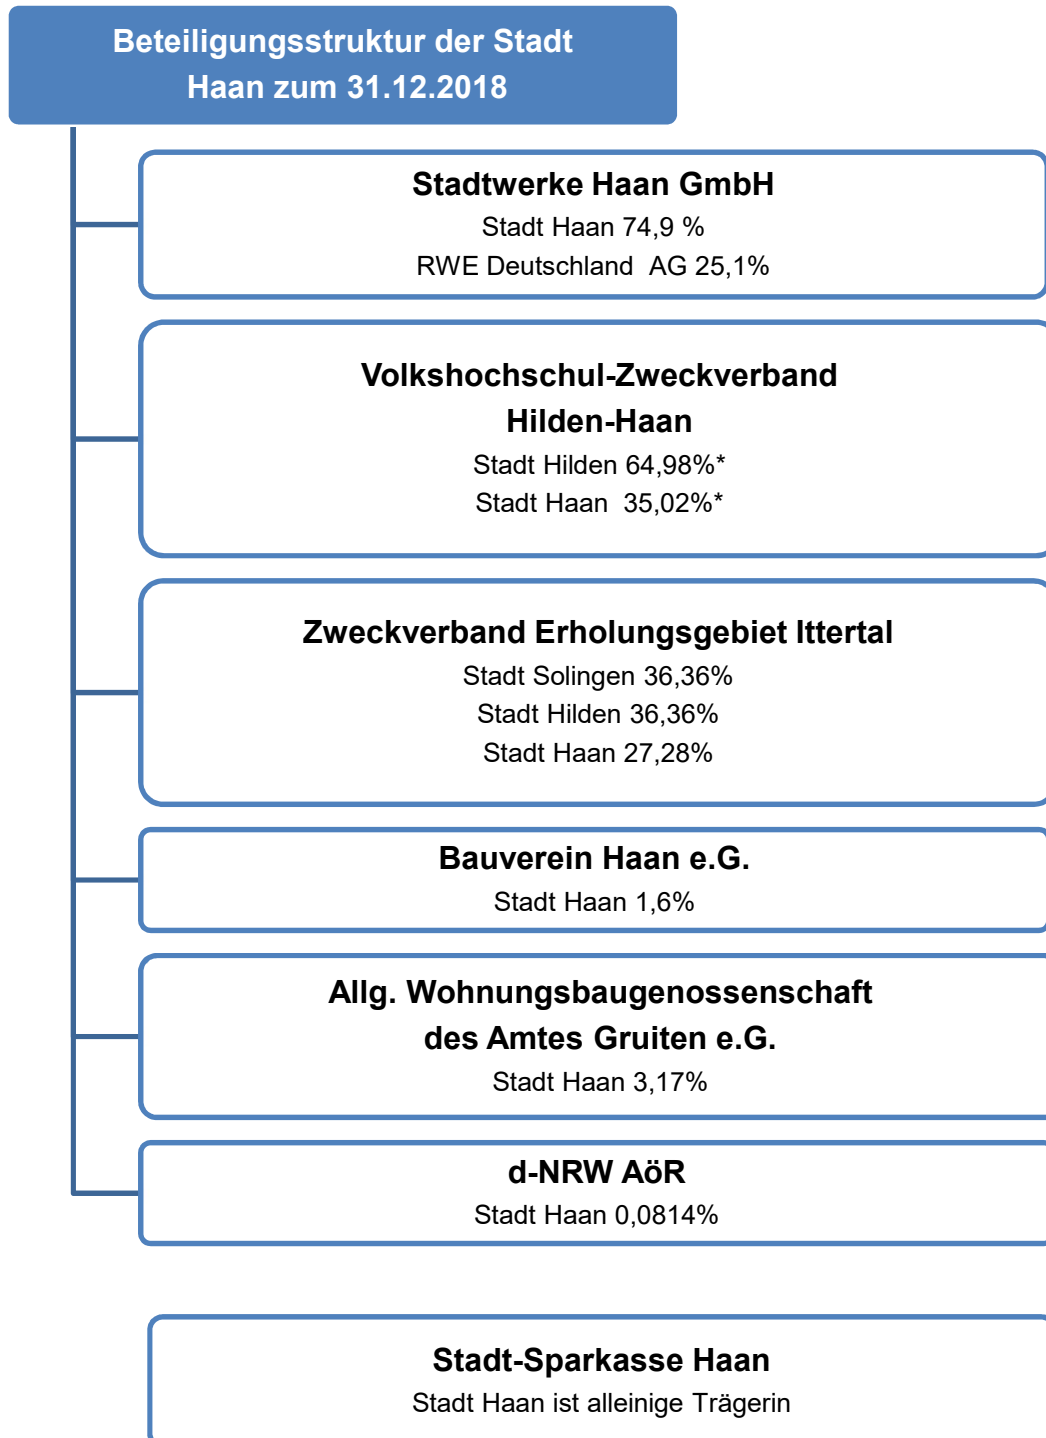 Beteiligungsstruktur der Stadt
Haan zum 31.12.2018
Stadtwerke Haan GmbH
Stadt Haan 74,9 %
RWE Deutschland AG 25,1%
Volkshochschul-Zweckverband
Hilden-Haan
Stadt Hilden 64,98%*
Stadt Haan 35,02%*
Zweckverband Erholungsgebiet Ittertal
Stadt Solingen 36,36%
Stadt Hilden 36,36%
Stadt Haan 27,28%
Bauverein Haan e.G.
Stadt Haan 1,6%
Allg. Wohnungsbaugenossenschaft
des Amtes Gruiten e.G.
Stadt Haan 3,17%
d-NRW AöR
Stadt Haan 0,0814%
Stadt-Sparkasse Haan
Stadt Haan ist alleinige Trägerin